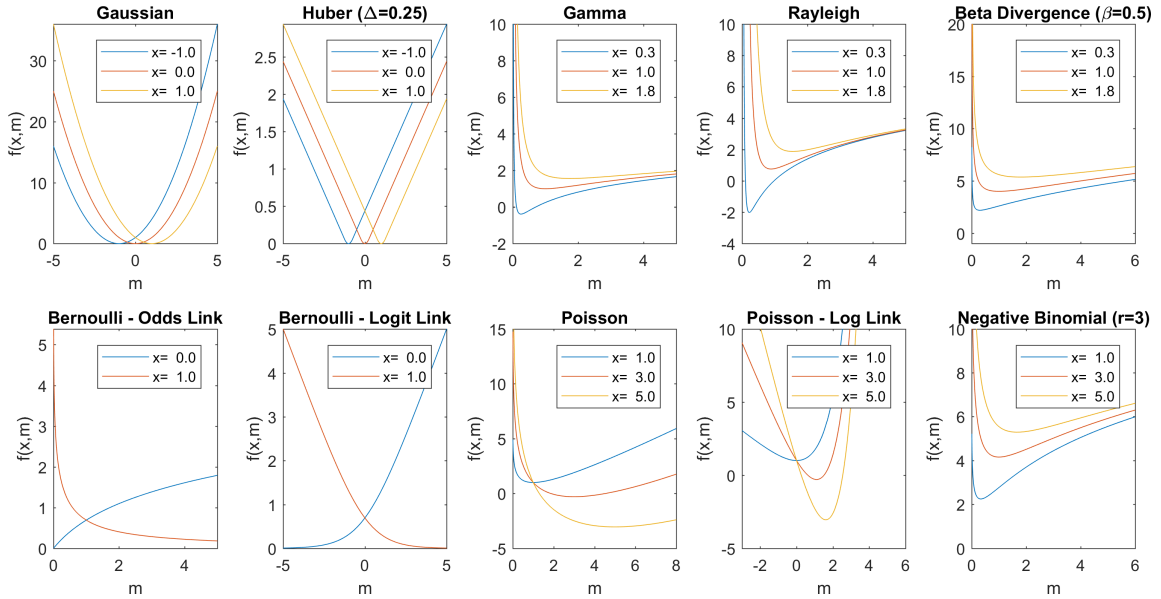 Gaussian
f(x,m)
30
20
10
0
-5
0
5
m
x= -1.0
x= 0.0
x= 1.0
Huber (Δ=0.25)
f(x,m)
2.5
2
1.5
1
0.5
0
-5
0
5
m
x= -1.0
x= 0.0
x= 1.0
Gamma
f(x,m)
10
8
6
4
2
0
-2
0
2
4
m
x= 0.3
x= 1.0
x= 1.8
Rayleigh
f(x,m)
10
8
6
4
2
0
-2
-4
0
2
4
6
m
x= 0.3
x= 1.0
x= 1.8
Beta Divergence (β=0.5)
f(x,m)
20
15
10
5
0
0
2
4
6
m
x= 0.3
x= 1.0
x= 1.8
Bernoulli - Odds Link
f(x,m)
5
4
3
2
1
0
0
2
4
m
x= 0.0
x= 1.0
Bernoulli - Logit Link
f(x,m)
5
4
3
2
1
0
-5
0
5
m
x= 0.0
x= 1.0
Poisson
f(x,m)
15
10
5
0
-5
0
2
4
6
8
m
x= 1.0
x= 3.0
x= 5.0
Poisson - Log Link
f(x,m)
10
5
0
-5
-2
0
2
4
6
m
x= 1.0
x= 3.0
x= 5.0
Negative Binomial (r=3)
f(x,m)
10
8
6
4
2
0
0
2
4
6
m
x= 1.0
x= 3.0
x= 5.0